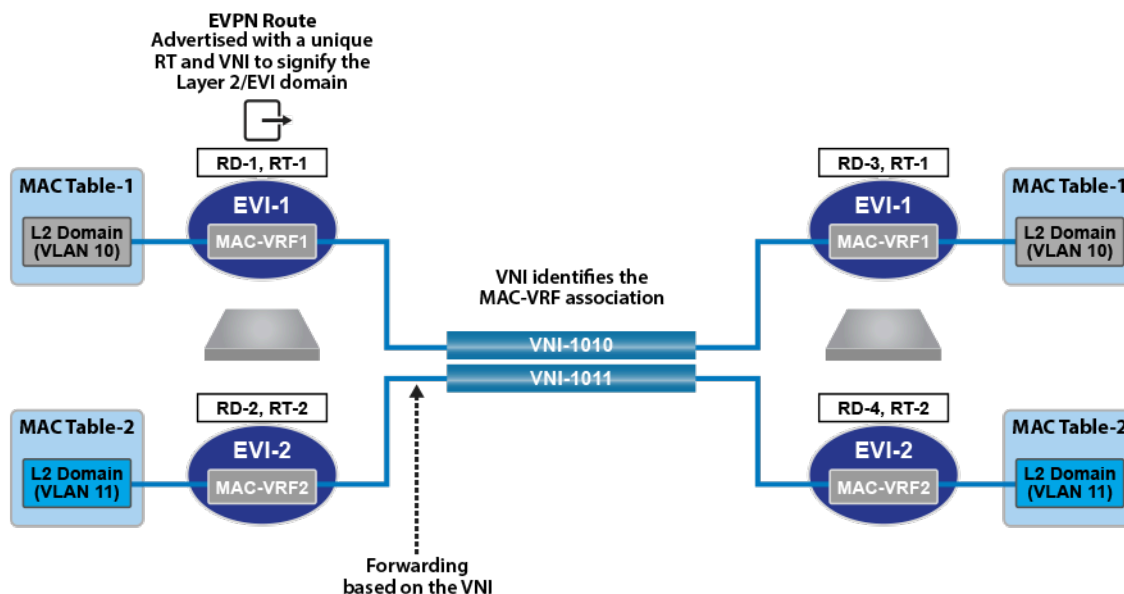 EVPN Route
Advertised with a unique
RT and VNI to signify the
Layer 2/EVI domain
RD-1, RT-1
RD-3, RT-1
MAC Table-1
EVI-1
EVI-1
MAC Table-1
L2 Domain
(VLAN 10)
MAC-VRF1
MAC-VRF1
L2 Domain
(VLAN 10)
VNI identifies the
MAC-VRF association
VNI-1010
VNI-1011
RD-2, RT-2
RD-4, RT-2
MAC Table-2
EVI-2
EVI-2
MAC Table-2
L2 Domain
(VLAN 11)
MAC-VRF2
MAC-VRF2
L2 Domain
(VLAN 11)
Forwarding
based on the VNI